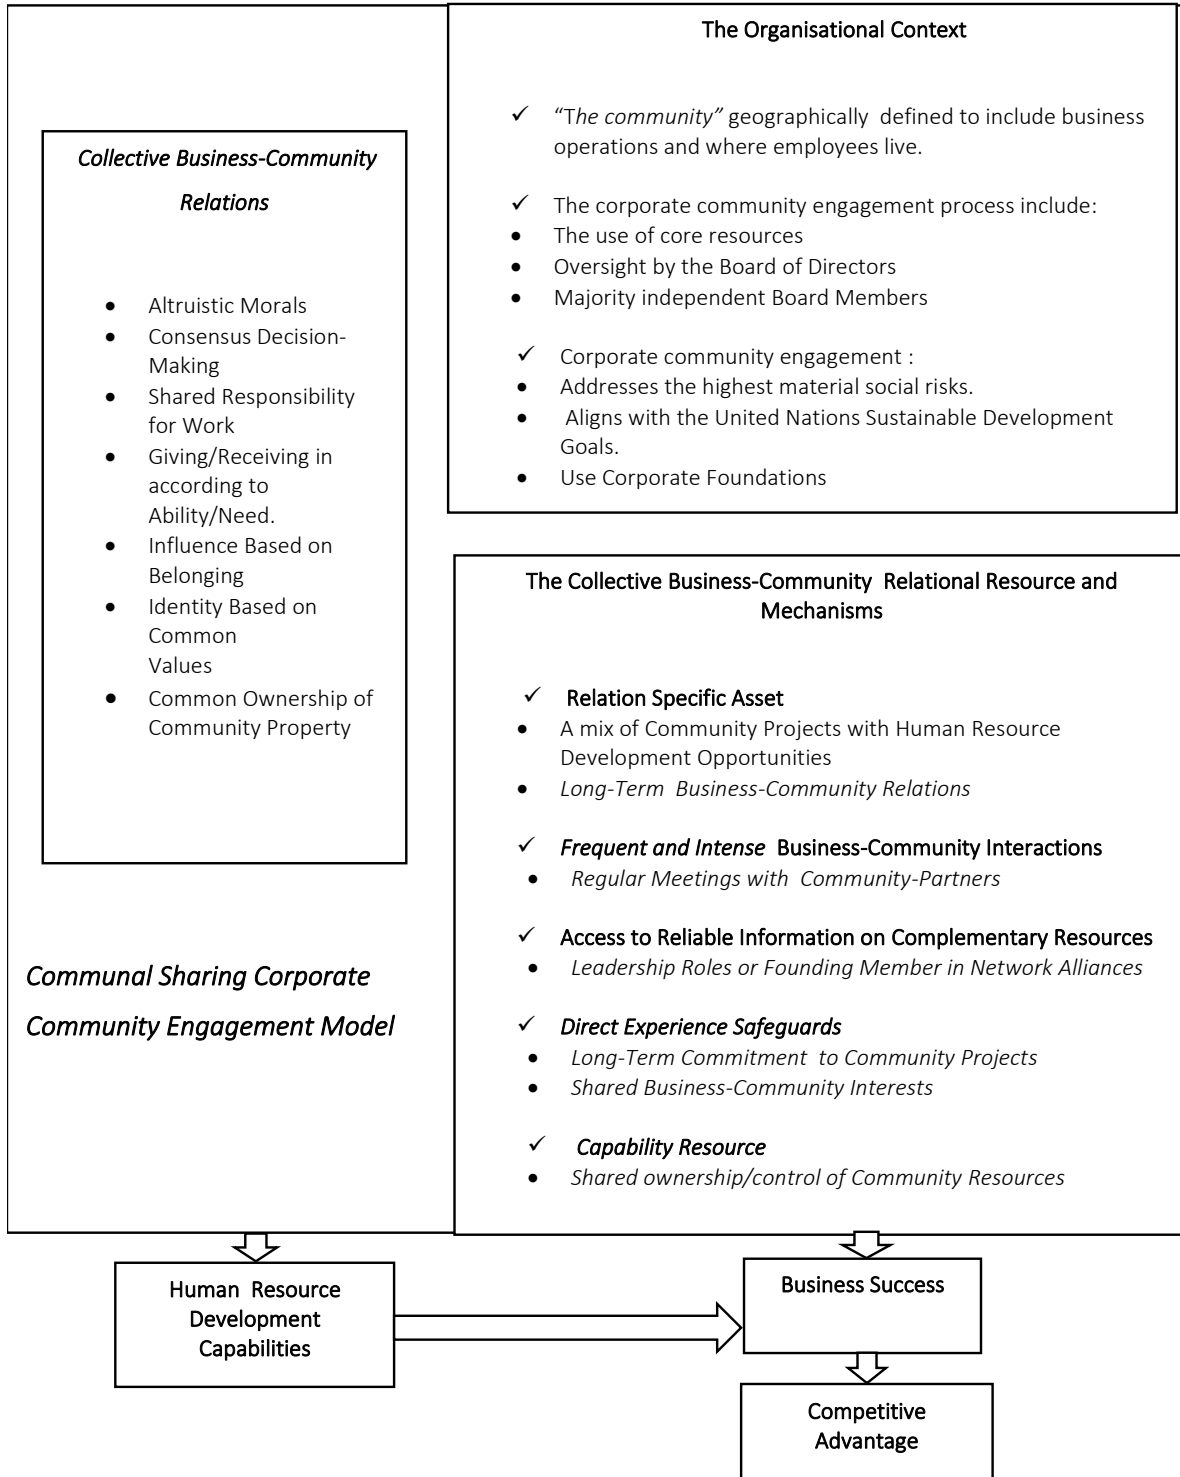 The Organisational Context
✓ “The community” geographically defined to include business
operations and where employees live.
✓ The corporate community engagement process include:
• The use of core resources
• Oversight by the Board of Directors
• Majority independent Board Members
✓ Corporate community engagement :
• Addresses the highest material social risks.
• Aligns with the United Nations Sustainable Development
Goals.
• Use Corporate Foundations
Collective Business-Community
Relations
• Altruistic Morals
• Consensus Decision-
Making
• Shared Responsibility
for Work
• Giving/Receiving in
according to
Ability/Need.
• Influence Based on
Belonging
• Identity Based on
Common
Values
• Common Ownership of
Community Property
Communal Sharing Corporate
Community Engagement Model
The Collective Business-Community Relational Resource and
Mechanisms
✓ Relation Specific Asset
• A mix of Community Projects with Human Resource
Development Opportunities
• Long-Term Business-Community Relations
✓ Frequent and Intense Business-Community Interactions
• Regular Meetings with Community-Partners
✓ Access to Reliable Information on Complementary Resources
• Leadership Roles or Founding Member in Network Alliances
✓ Direct Experience Safeguards
• Long-Term Commitment to Community Projects
• Shared Business-Community Interests
✓ Capability Resource
• Shared ownership/control of Community Resources
Human Resource
Development
Capabilities
Business Success
Competitive
Advantage